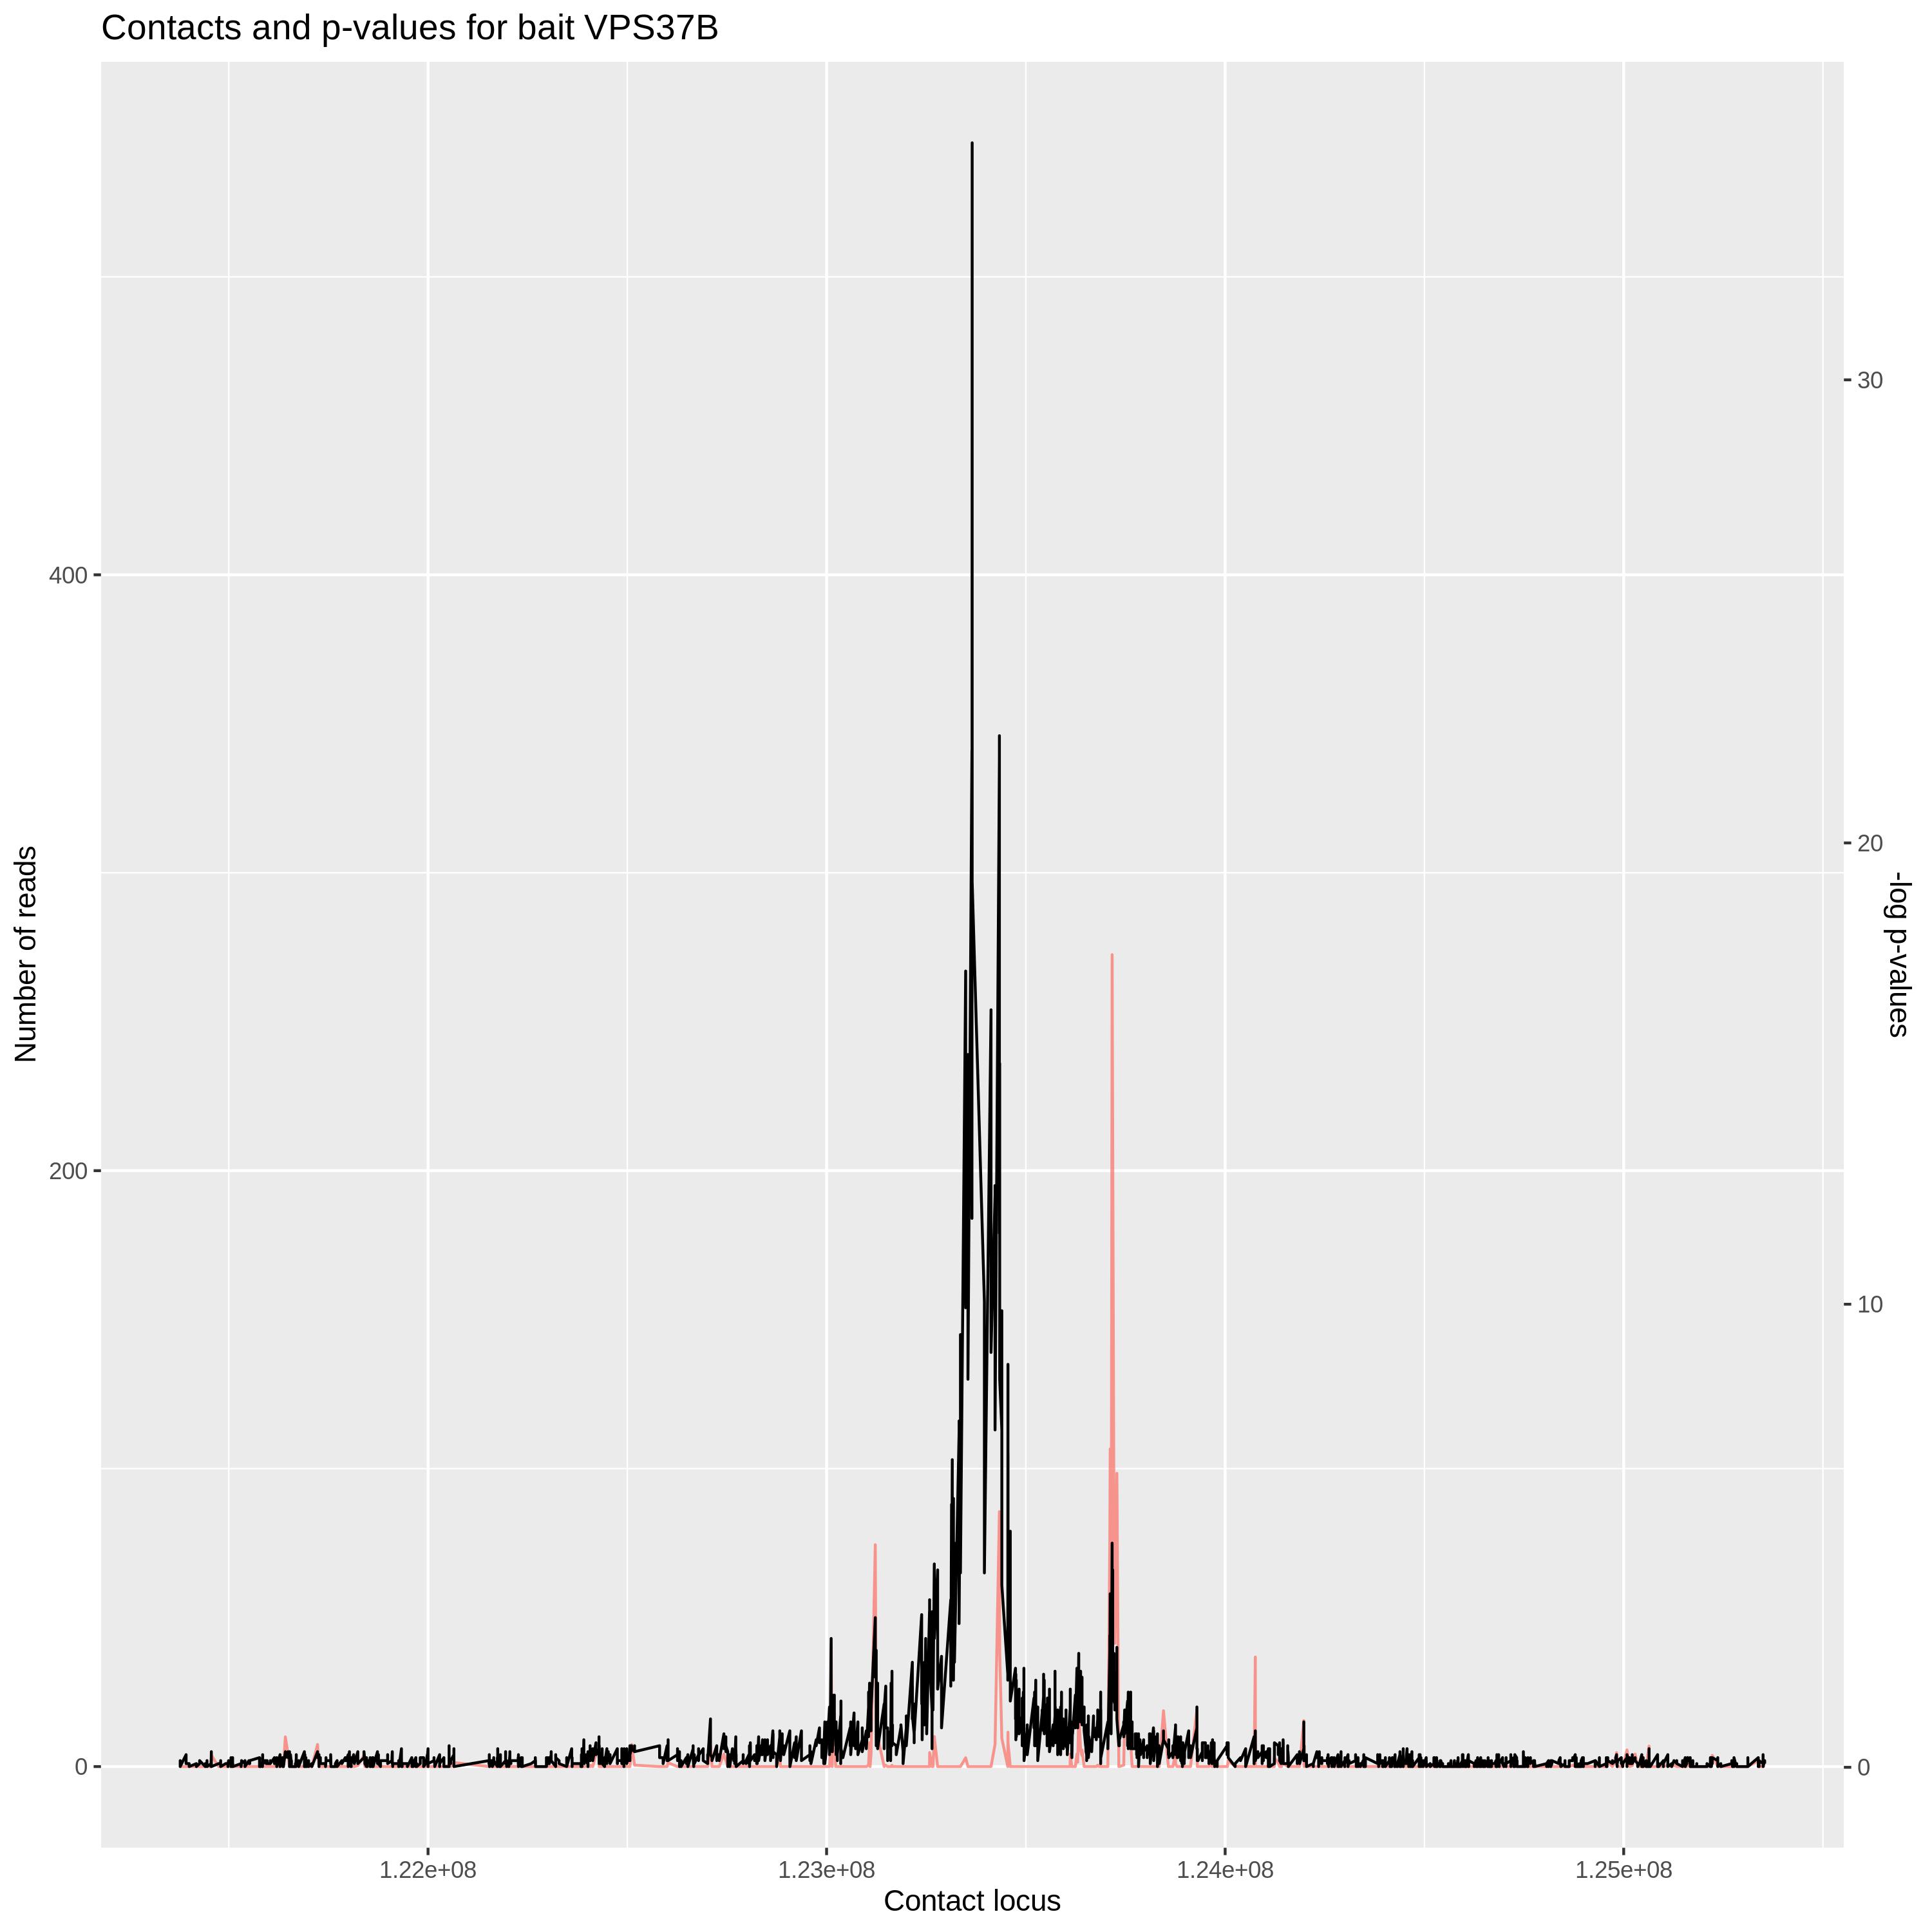 Contacts and p-values for bait VPS37B
Number of reads
400
200
0
30
20
10
0
-log p-values
1.22e+08 1.23e+08 1.24e+08 1.25e+08
Contact locus